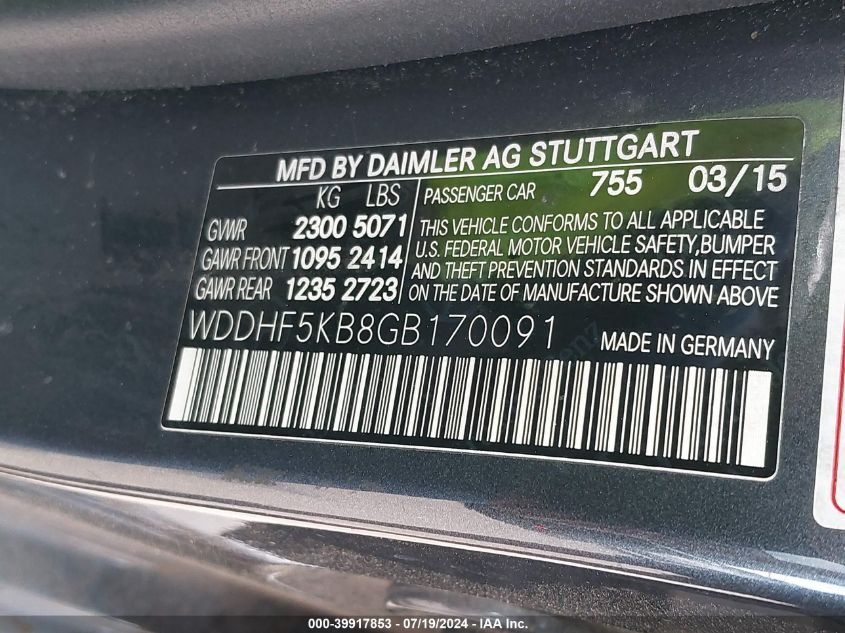 MFD BY DAIMLER AG STUTTGART
KG LBS PASSENGER CAR 755 03/15
GVWR 2300 5071 THIS VEHICLE CONFORMS TO ALL APPLICABLE
GAWR FRONT 1095 2414 U.S. FEDERAL MOTOR VEHICLE SAFETY, BUMPER
GAWR REAR 1235 2723 AND THEFT PREVENTION STANDARDS IN EFFECT
ON THE DATE OF MANUFACTURE SHOWN ABOVE.
WDDHF5KB8GB170091 MADE IN GERMANY
000-39917853 - 07/19/2024 - IAA Inc.